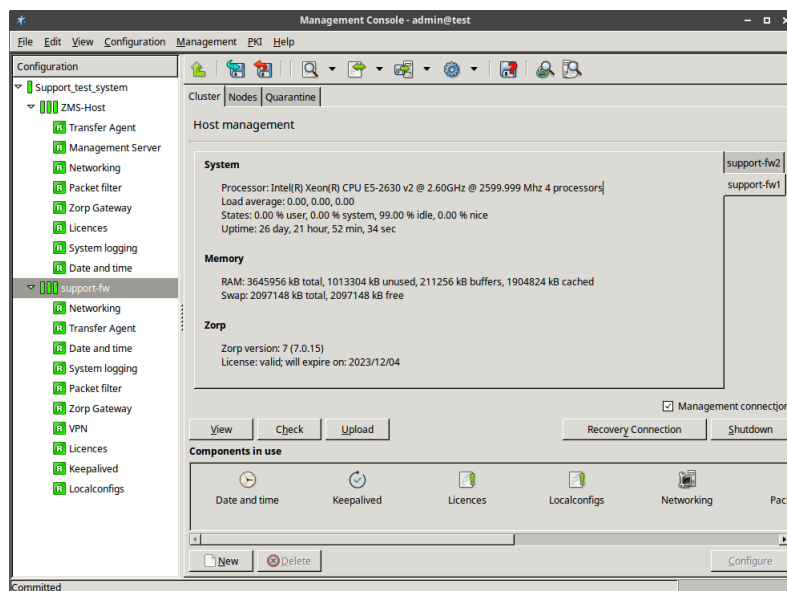 Management Console - admin@test
File Edit View Configuration Management PKI Help
Configuration
Support_test_system
ZMS-Host
R Transfer Agent
R Management Server
R Networking
R Packet filter
R Zorp Gateway
R Licences
R System logging
R Date and time
support-fw
R Networking
R Transfer Agent
R Date and time
R System logging
R Packet filter
R Zorp Gateway
R VPN
R Licences
R Keepalived
R Localconfigs
Cluster Nodes Quarantine
Host management
System
Processor: Intel(R) Xeon(R) CPU E5-2630 v2 @ 2.60GHz @ 2599.999 Mhz 4 processors
Load average: 0.00, 0.00, 0.00
States: 0.00 % user, 0.00 % system, 99.00 % idle, 0.00 % nice
Uptime: 26 day, 21 hour, 52 min, 34 sec
Memory
RAM: 3645956 kB total, 1013304 kB unused, 211256 kB buffers, 1904824 kB cached
Swap: 2097148 kB total, 2097148 kB free
Zorp
Zorp version: 7 (7.0.15)
License: valid; will expire on: 2023/12/04
support-fw2
support-fw1
Management connection
View Check Upload Recovery Connection Shutdown
Components in use
Date and time Keepalived Licences Localconfigs Networking Pac
New Delete Configure
Committed